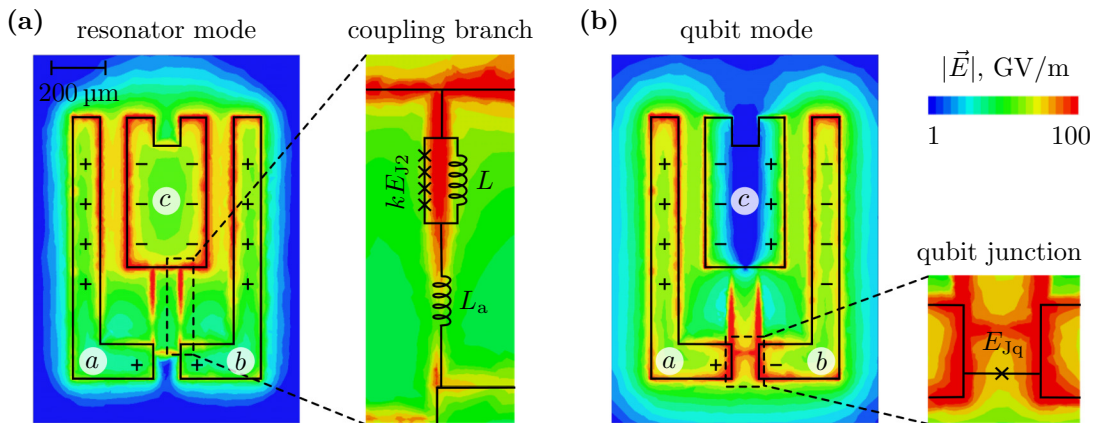 (a)
resonator mode
200 µm
+ − − +
+ − − +
c
+ +
+ − − +
a + b
coupling branch
kE_J2
L
L_a
(b)
qubit mode
+ − + −
+ − + −
c
+ −
+ − + −
a + − b
|E⃗|, GV/m
1 100
qubit junction
E_Jq